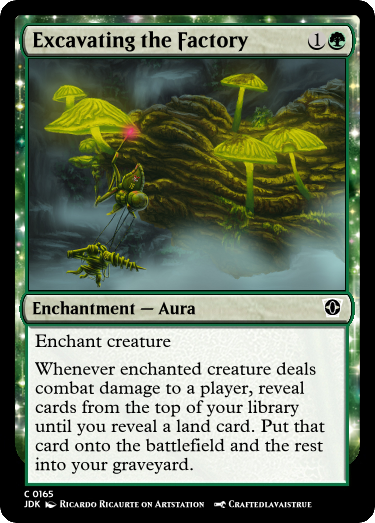 Excavating the Factory 1
Enchantment — Aura
Enchant creature
Whenever enchanted creature deals
combat damage to a player, reveal
cards from the top of your library
until you reveal a land card. Put that
card onto the battlefield and the rest
into your graveyard.
C 0165
JDK Ricardo Ricaurte on Artstation Craftedlavaistrue